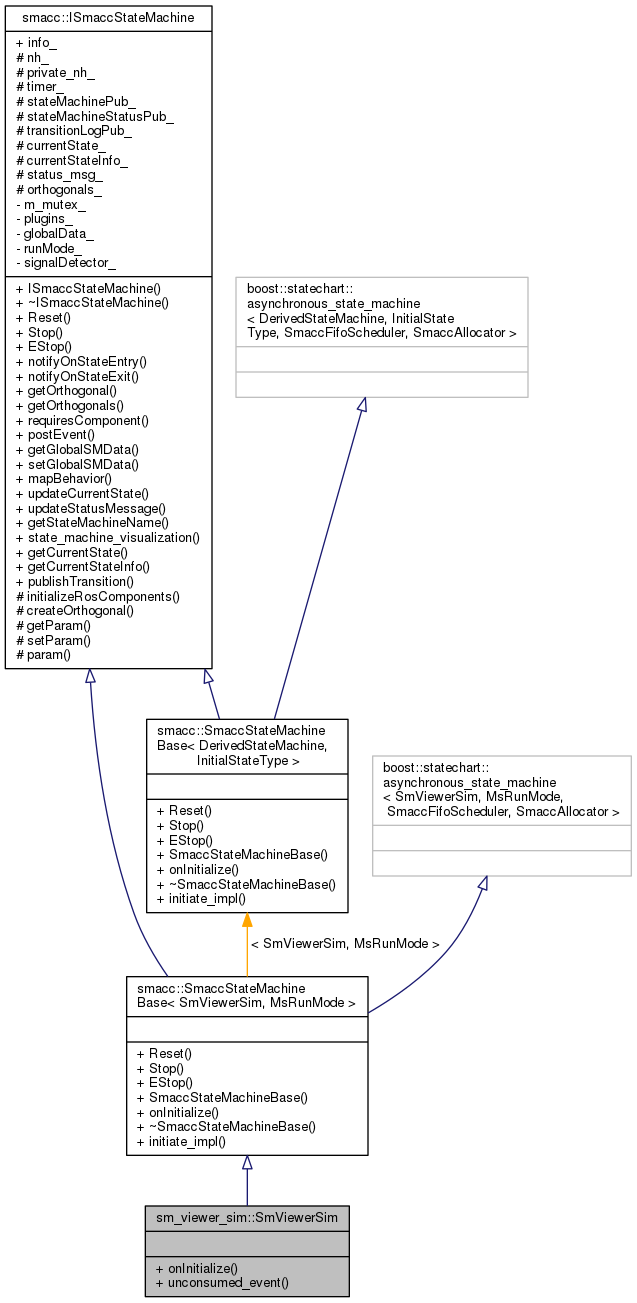 smacc::ISmaccStateMachine
+ info_
# nh_
# private_nh_
# timer_
# stateMachinePub_
# stateMachineStatusPub_
# transitionLogPub_
# currentState_
# currentStateInfo_
# status_msg_
# orthogonals_
- m_mutex_
- plugins_
- globalData_
- runMode_
- signalDetector_
+ ISmaccStateMachine()
+ ~ISmaccStateMachine()
+ Reset()
+ Stop()
+ EStop()
+ notifyOnStateEntry()
+ notifyOnStateExit()
+ getOrthogonal()
+ getOrthogonals()
+ requiresComponent()
+ postEvent()
+ getGlobalSMData()
+ setGlobalSMData()
+ mapBehavior()
+ updateCurrentState()
+ updateStatusMessage()
+ getStateMachineName()
+ state_machine_visualization()
+ getCurrentState()
+ getCurrentStateInfo()
+ publishTransition()
# initializeRosComponents()
# createOrthogonal()
# getParam()
# setParam()
# param()
boost::statechart::
asynchronous_state_machine
< DerivedStateMachine, InitialState
Type, SmaccFifoScheduler, SmaccAllocator >
smacc::SmaccStateMachine
Base< DerivedStateMachine,
InitialStateType >
+ Reset()
+ Stop()
+ EStop()
+ SmaccStateMachineBase()
+ onInitialize()
+ ~SmaccStateMachineBase()
+ initiate_impl()
boost::statechart::
asynchronous_state_machine
< SmViewerSim, MsRunMode,
SmaccFifoScheduler, SmaccAllocator >
< SmViewerSim, MsRunMode >
smacc::SmaccStateMachine
Base< SmViewerSim, MsRunMode >
+ Reset()
+ Stop()
+ EStop()
+ SmaccStateMachineBase()
+ onInitialize()
+ ~SmaccStateMachineBase()
+ initiate_impl()
sm_viewer_sim::SmViewerSim
+ onInitialize()
+ unconsumed_event()